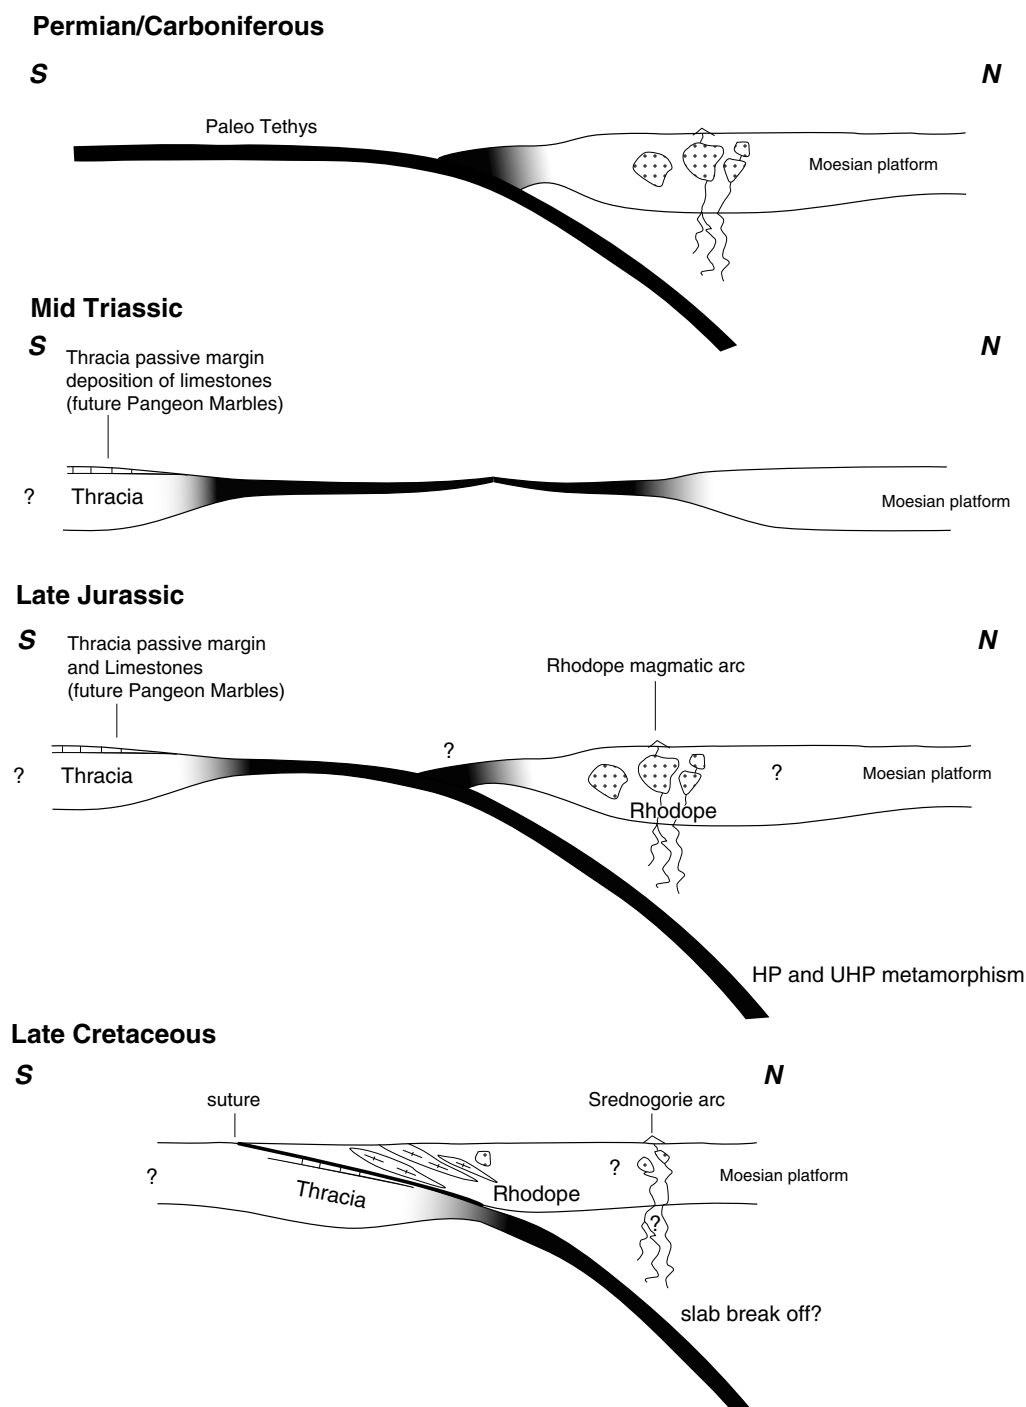 Permian/Carboniferous
S
N
Paleo Tethys
Moesian platform
Mid Triassic
S
N
Thracia passive margin
deposition of limestones
(future Pangeon Marbles)
?
Thracia
Moesian platform
Late Jurassic
S
N
Thracia passive margin
and Limestones
(future Pangeon Marbles)
Rhodope magmatic arc
?
?
Thracia
?
Moesian platform
Rhodope
HP and UHP metamorphism
Late Cretaceous
S
N
suture
Srednogorie arc
?
?
Moesian platform
Thracia
Rhodope
?
slab break off?